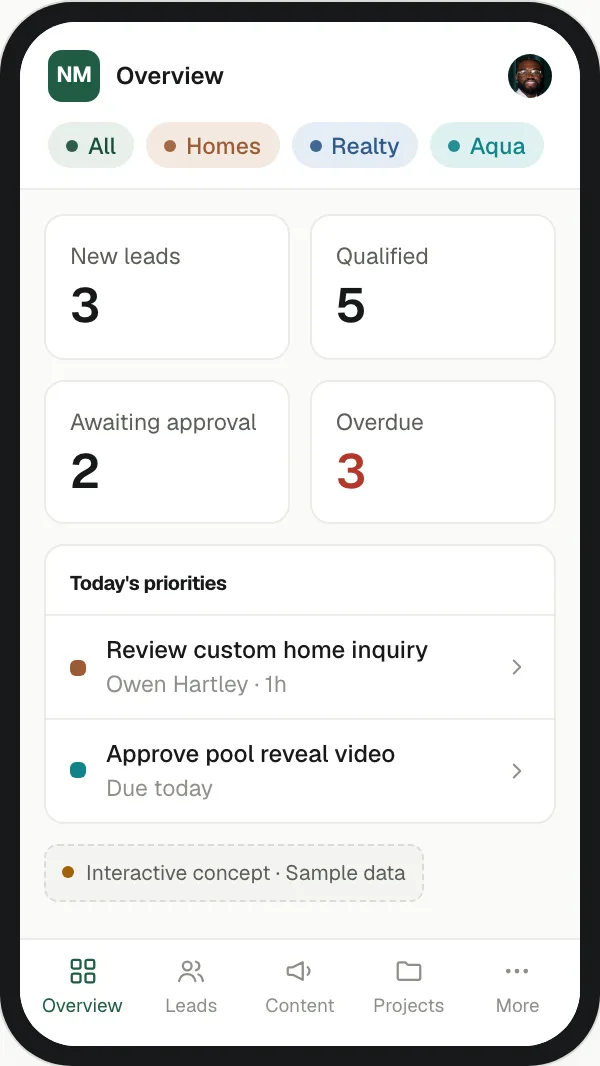 NM Overview
All Homes Realty Aqua
New leads
3
Qualified
5
Awaiting approval
2
Overdue
3
Today's priorities
Review custom home inquiry
Owen Hartley · 1h
Approve pool reveal video
Due today
Interactive concept · Sample data
Overview Leads Content Projects More